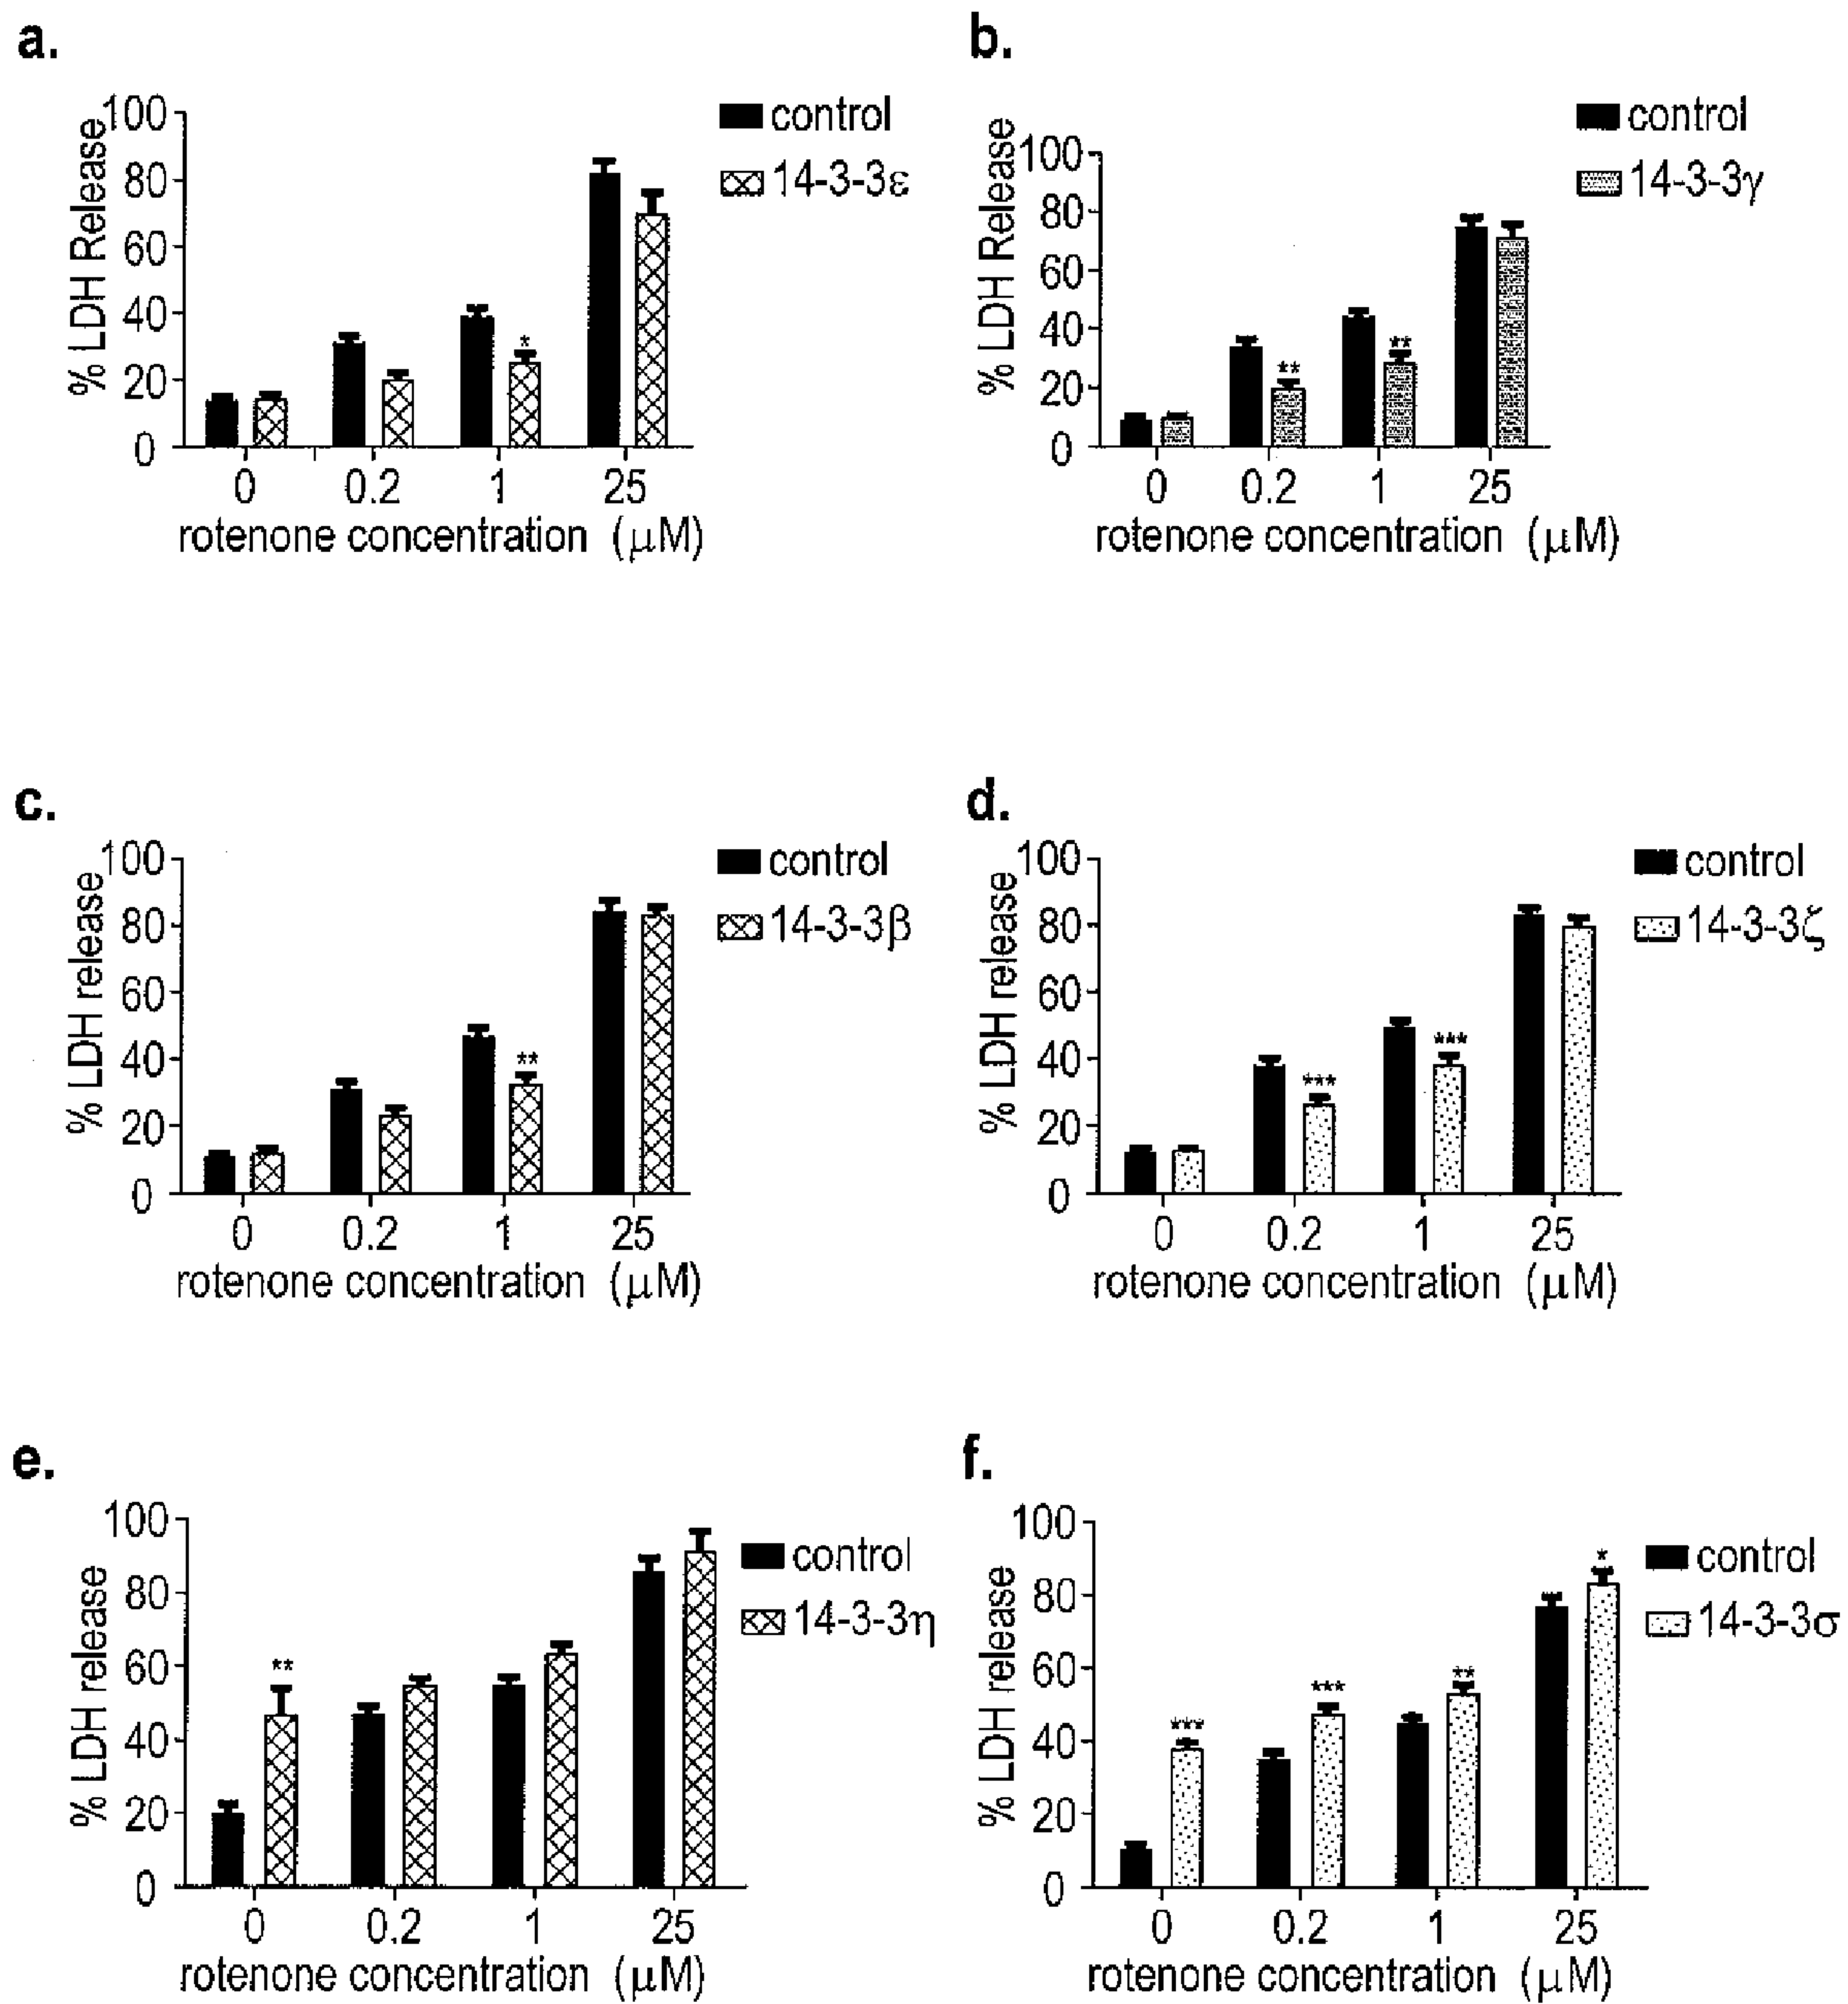 a.
100
80
60
40
20
0
% LDH Release
control
14-3-3ε
*
0 0.2 1 25
rotenone concentration (μM)
b.
100
80
60
40
20
0
% LDH Release
control
14-3-3γ
** **
0 0.2 1 25
rotenone concentration (μM)
c.
100
80
60
40
20
0
% LDH release
control
14-3-3β
**
0 0.2 1 25
rotenone concentration (μM)
d.
100
80
60
40
20
0
% LDH release
control
14-3-3ζ
*** ***
0 0.2 1 25
rotenone concentration (μM)
e.
100
80
60
40
20
0
% LDH release
control
14-3-3η
**
0 0.2 1 25
rotenone concentration (μM)
f.
100
80
60
40
20
0
% LDH release
control
14-3-3σ
*** *** ** *
0 0.2 1 25
rotenone concentration (μM)